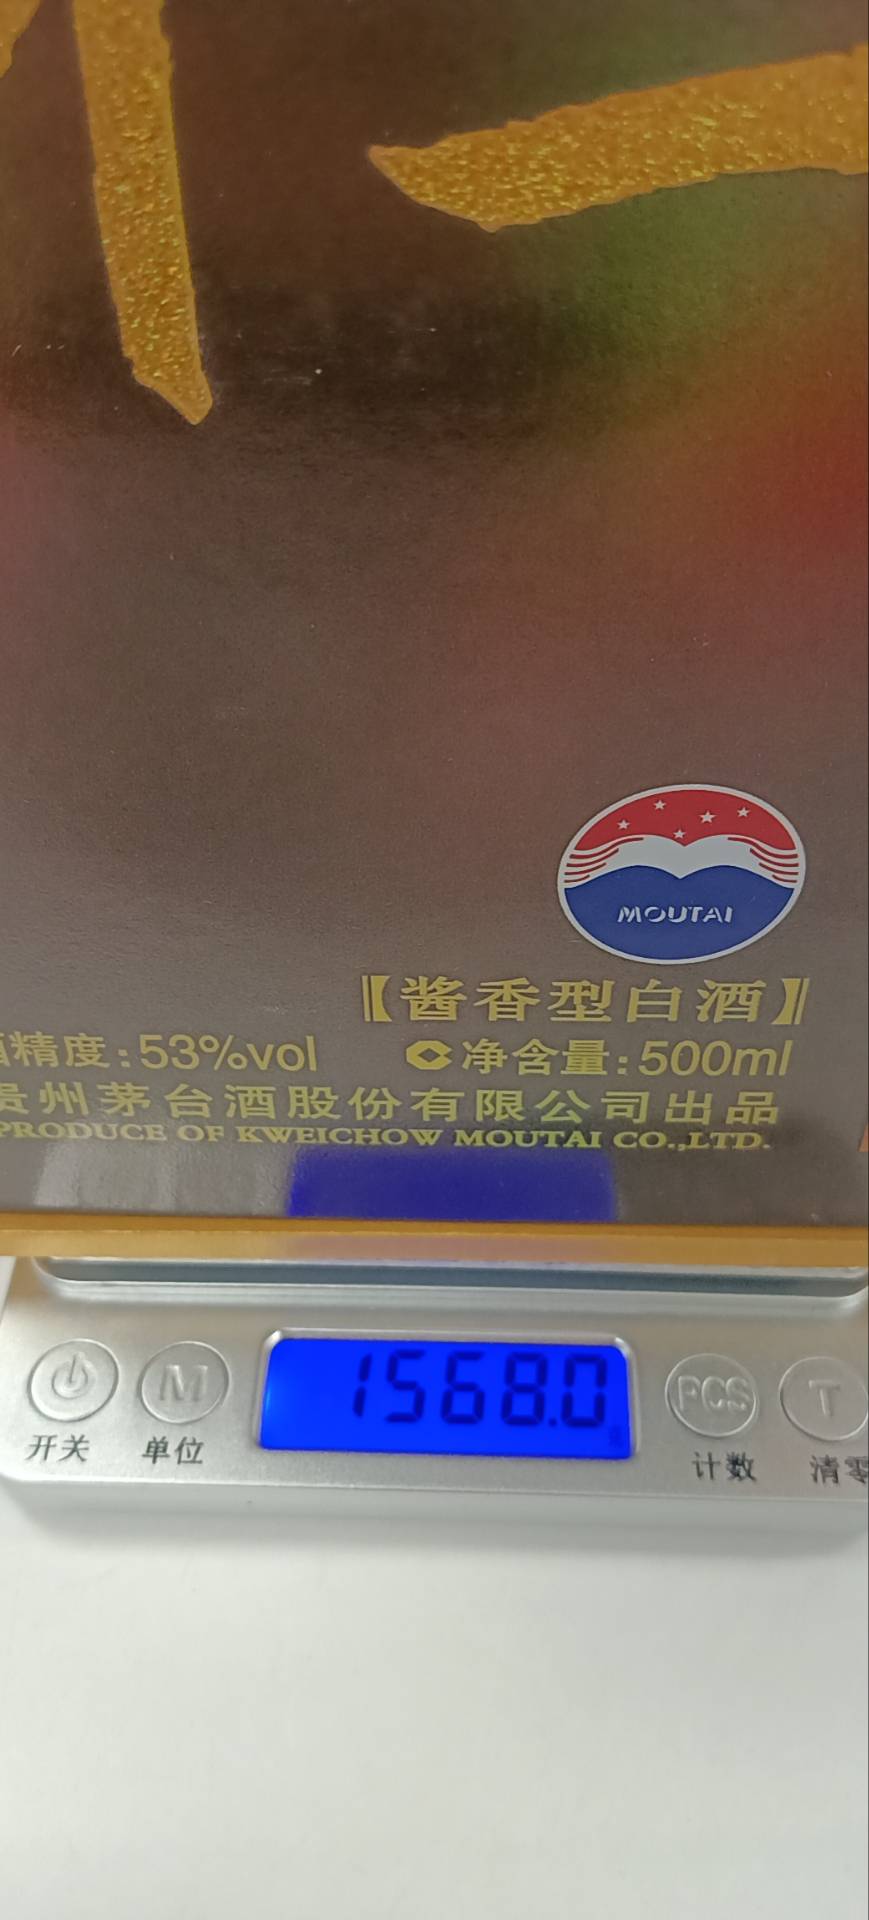 MOUTAI
【酱香型白酒】
酒精度:53%vol 净含量:500ml
贵州茅台酒股份有限公司出品
PRODUCE OF KWEICHOW MOUTAI CO.,LTD.
M 1568.0 PCS T
开关 单位 计数 清零